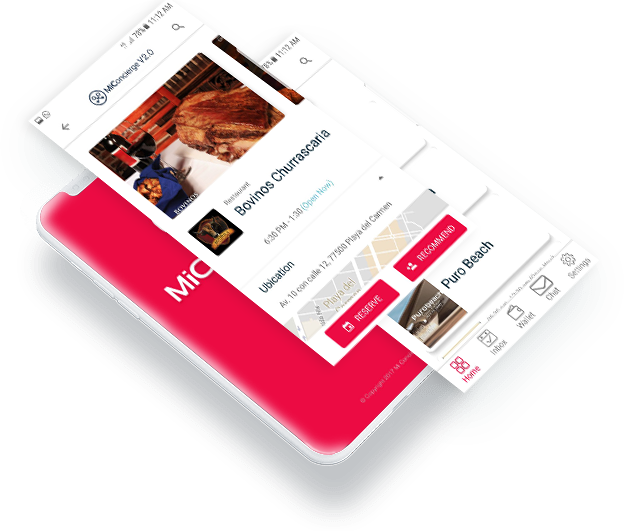 78% 11:12 AM
MiConcierge V2.0
BOVINOS
Restaurant
Bovinos Churrascaria
6:30 PM - 1:30 (Open Now)
Ubication
Av. 10 con calle 12, 77500 Playa del Carmen
Playa del
RECOMMEND
RESERVE
78% 11:12 AM
Puro Beach
Home
Inbox
Wallet
Chat
Settings
MiC
© Copyright 2017 Mi